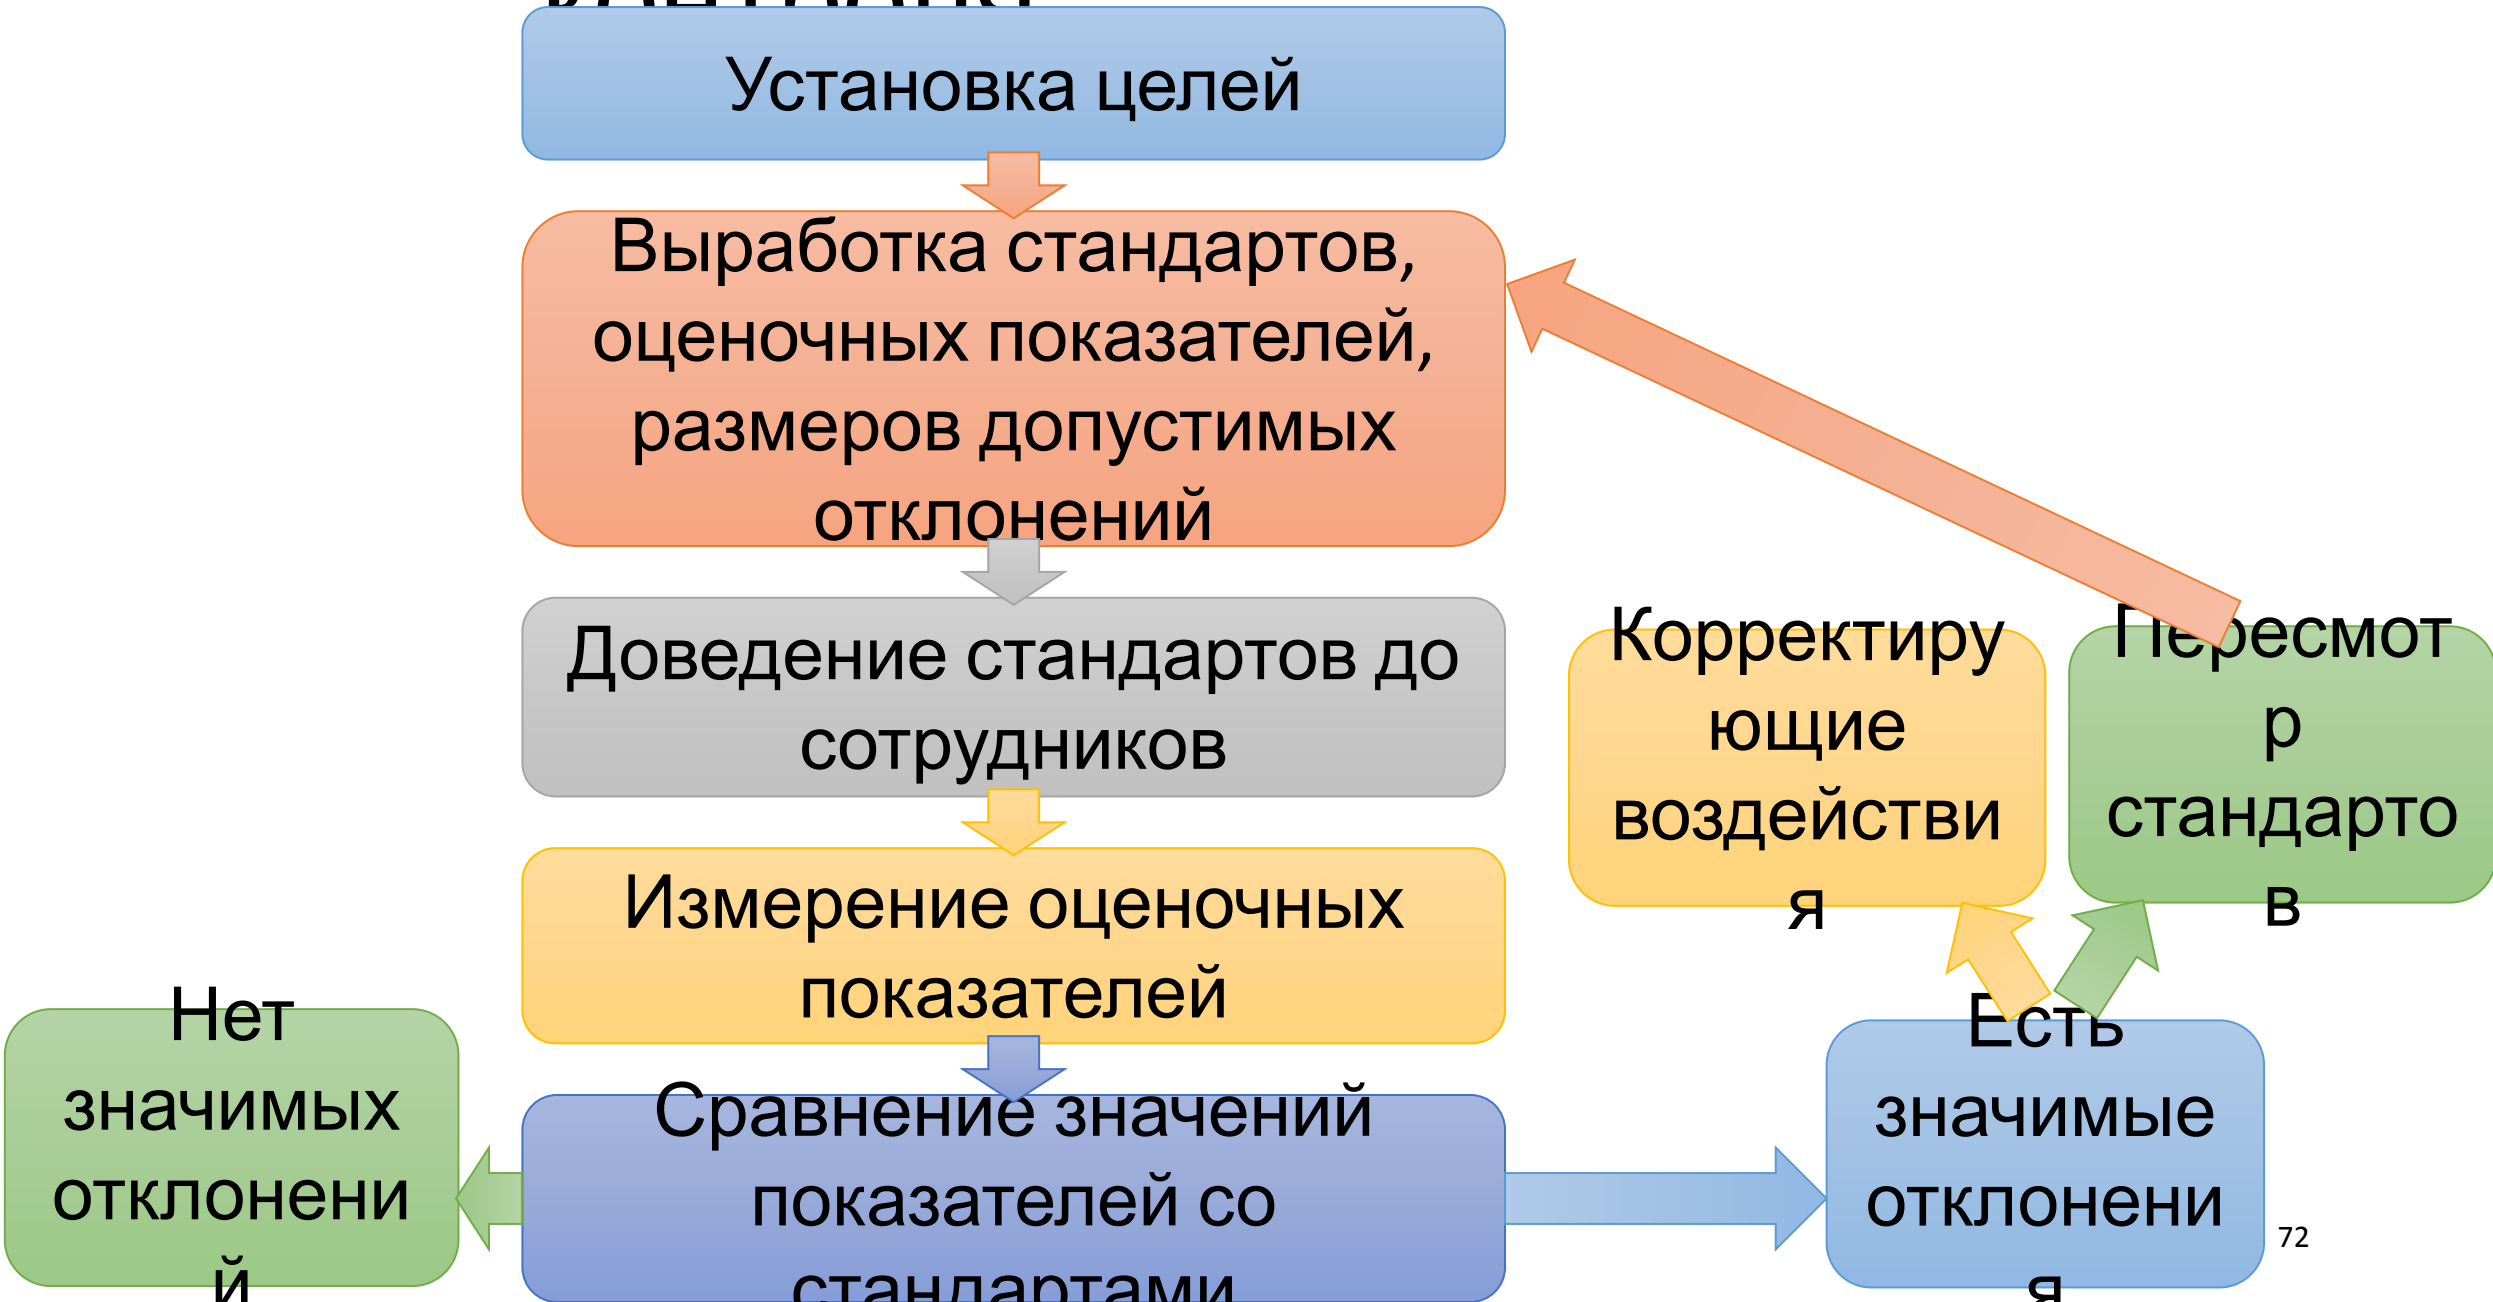 Установка целей
Выработка стандартов,
оценочных показателей,
размеров допустимых
отклонений
Доведение стандартов до
сотрудников
Корректиру
ющие
воздействи
я
Пересмот
р
стандарто
в
Измерение оценочных
показателей
Нет
значимых
отклонени
й
Сравнение значений
показателей со
стандартами
Есть
значимые
отклонени
я
72